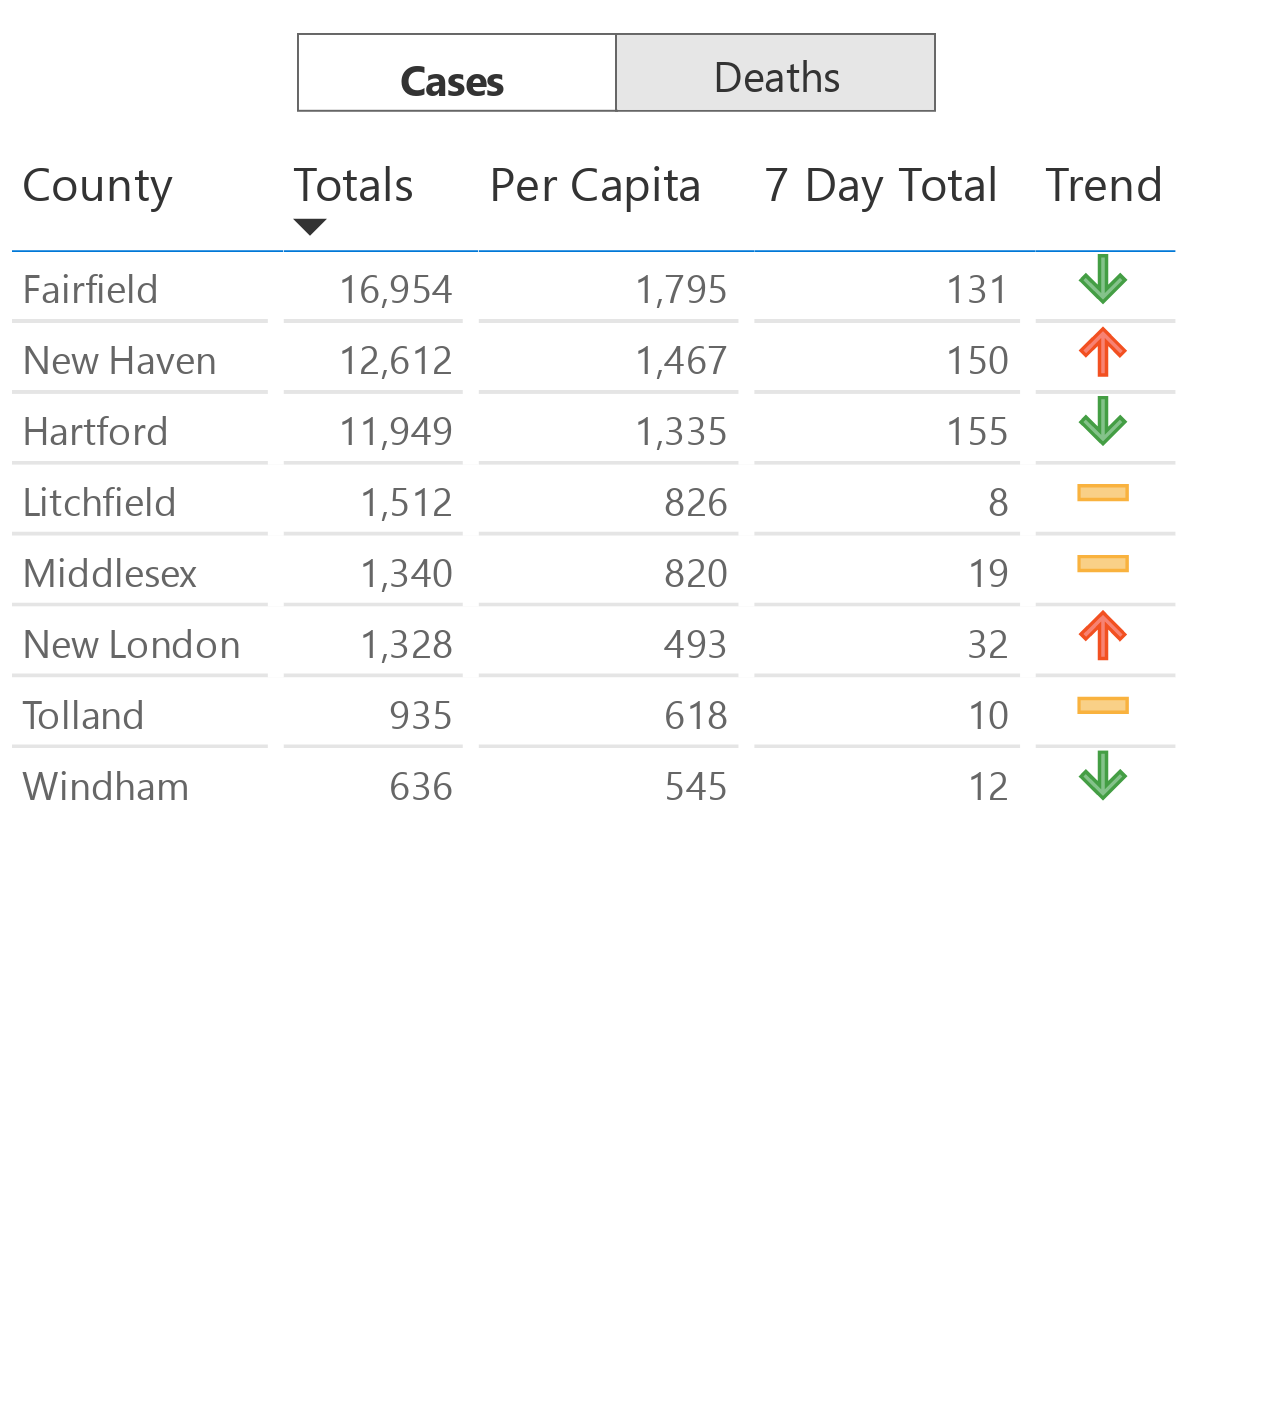 Cases Deaths
County Totals Per Capita 7 Day Total Trend
Fairfield 16,954 1,795 131
New Haven 12,612 1,467 150
Hartford 11,949 1,335 155
Litchfield 1,512 826 8
Middlesex 1,340 820 19
New London 1,328 493 32
Tolland 935 618 10
Windham 636 545 12